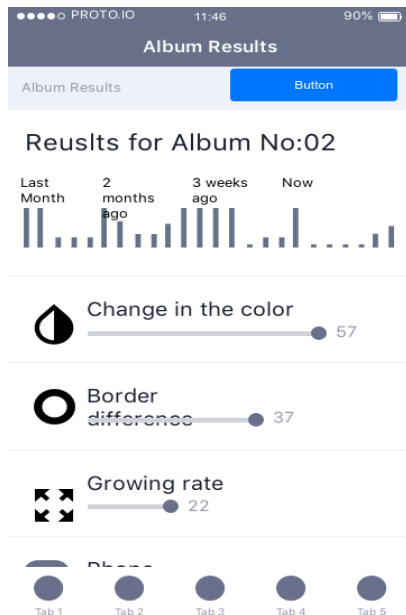 PROTO.IO 11:46 90%
Album Results
Album Results Button
Reuslts for Album No:02
Last Month 2 months ago 3 weeks ago Now
Change in the color
57
Border difference
37
Growing rate
22
Phone
Tab 1 Tab 2 Tab 3 Tab 4 Tab 5